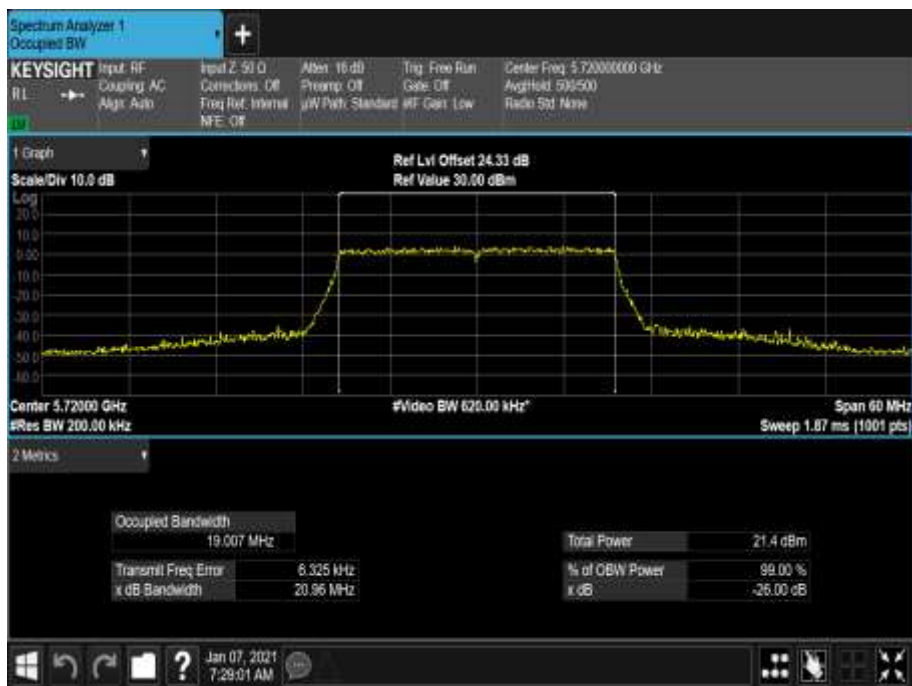 Spectrum Analyzer 1
Occupied BW
+
KEYSIGHT Input: RF Input Z: 50 Ω Atten: 16 dB Trig: Free Run Center Freq: 5.720000000 GHz
RL Coupling: AC Corrections: Off Preamp: Off Gate: Off Avg|Hold: 500/500
Align: Auto Freq Ref: Internal µW Path: Standard #IF Gain: Low Radio Std: None
NFE: Off
1 Graph
Ref Lvl Offset 24.33 dB
Scale/Div 10.0 dB Ref Value 30.00 dBm
Log
20.0
10.0
0.00
-10.0
-20.0
-30.0
-40.0
-50.0
-60.0
Center 5.72000 GHz #Video BW 620.00 kHz* Span 60 MHz
#Res BW 200.00 kHz Sweep 1.87 ms (1001 pts)
2 Metrics
Occupied Bandwidth
19.007 MHz Total Power 21.4 dBm
Transmit Freq Error 6.325 kHz % of OBW Power 99.00 %
x dB Bandwidth 20.96 MHz x dB -26.00 dB
? Jan 07, 2021
7:29:01 AM